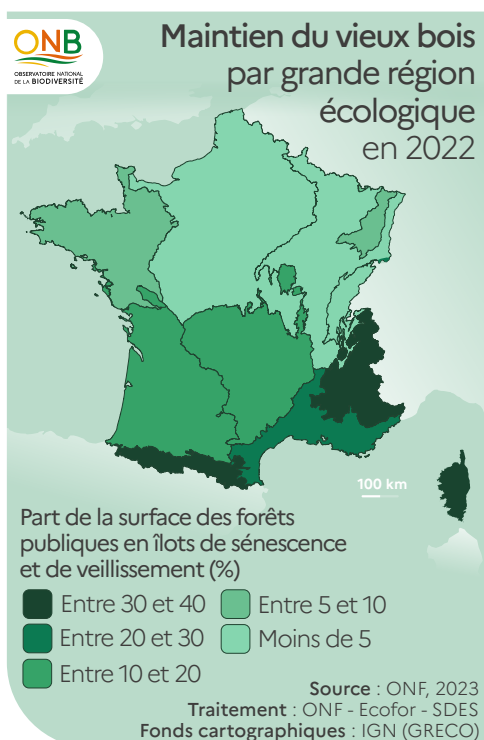 ONB
OBSERVATOIRE NATIONAL
DE LA BIODIVERSITÉ
Maintien du vieux bois
par grande région
écologique
en 2022
100 km
Part de la surface des forêts
publiques en îlots de sénescence
et de veillissement (%)
Entre 30 et 40
Entre 20 et 30
Entre 10 et 20
Entre 5 et 10
Moins de 5
Source : ONF, 2023
Traitement : ONF - Ecofor - SDES
Fonds cartographiques : IGN (GRECO)